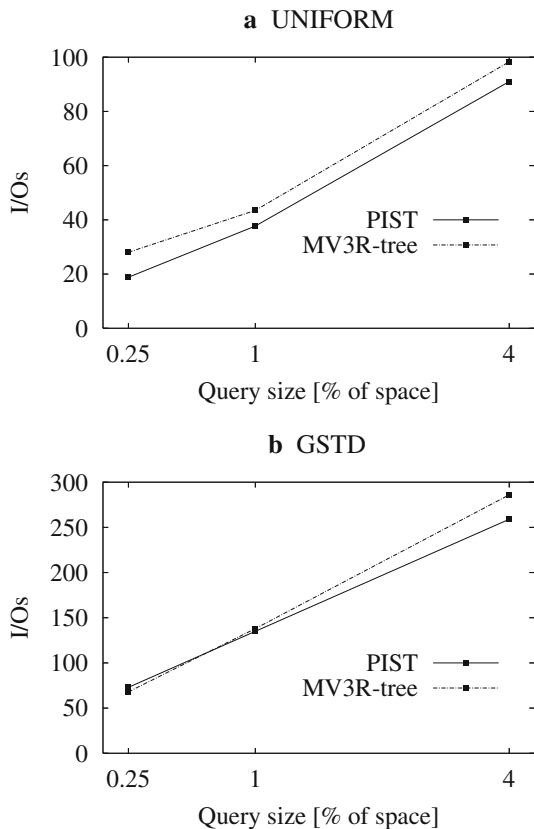 a UNIFORM
100
80
60
40
20
0
I/Os
PIST
MV3R-tree
0.25 1 4
Query size [% of space]
b GSTD
300
250
200
150
100
50
0
I/Os
PIST
MV3R-tree
0.25 1 4
Query size [% of space]